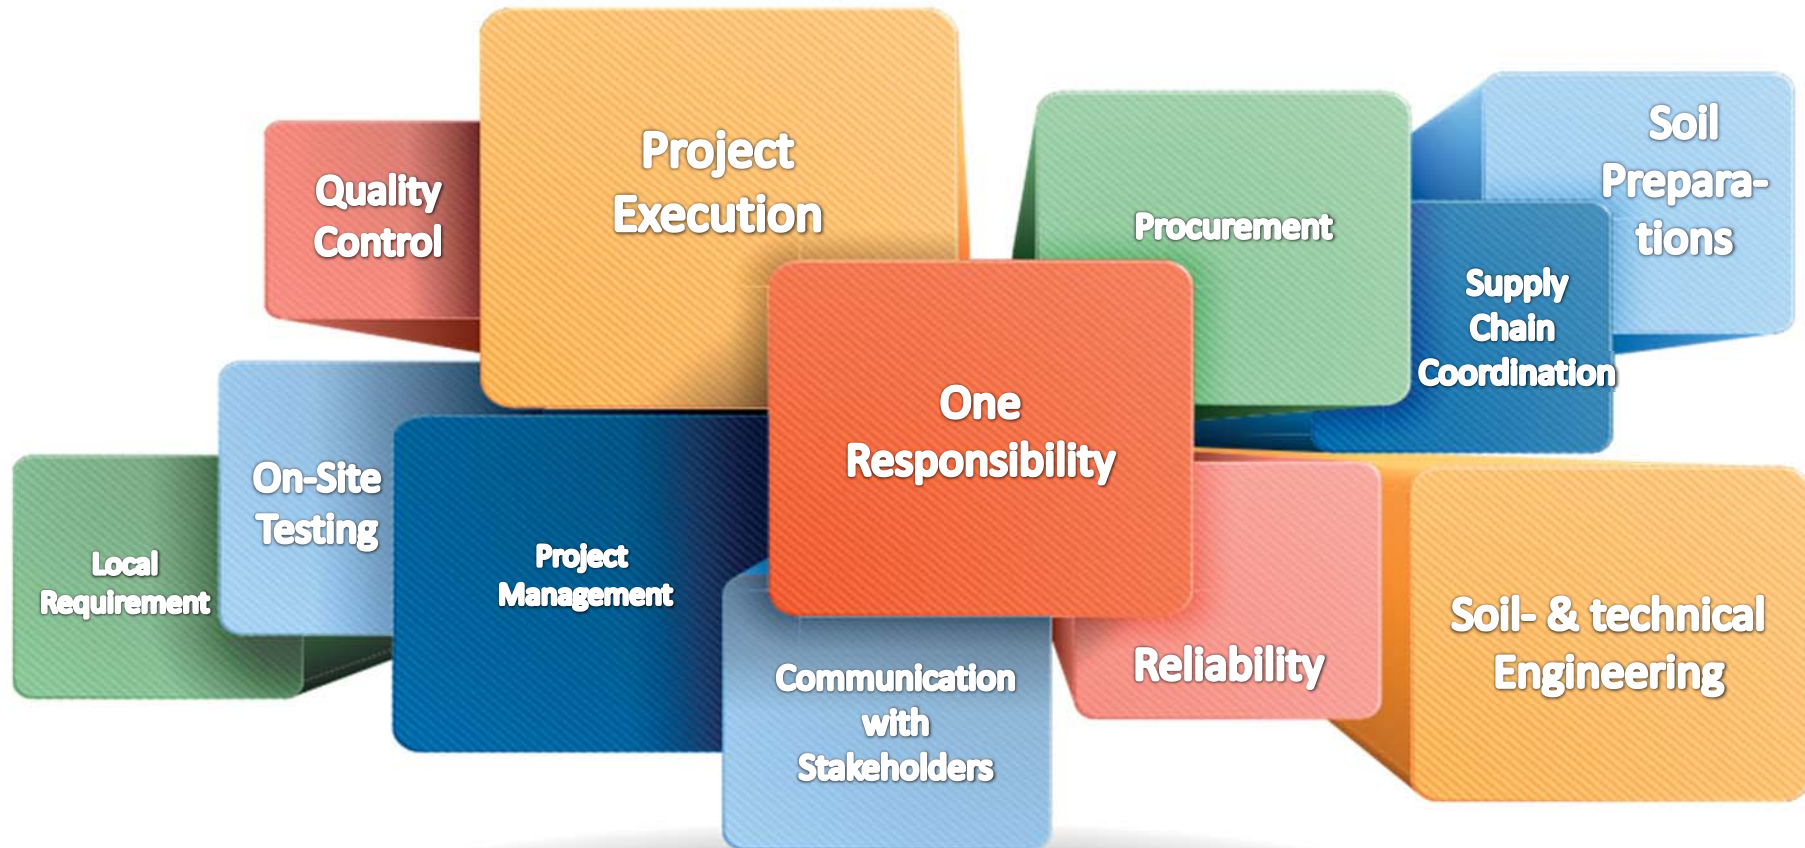 Project
Execution
Quality
Control
Procurement
Soil
Prepara-
tions
Supply
Chain
Coordination
One
Responsibility
On-Site
Testing
Local
Requirement
Project
Management
Communication
with
Stakeholders
Reliability
Soil- & technical
Engineering